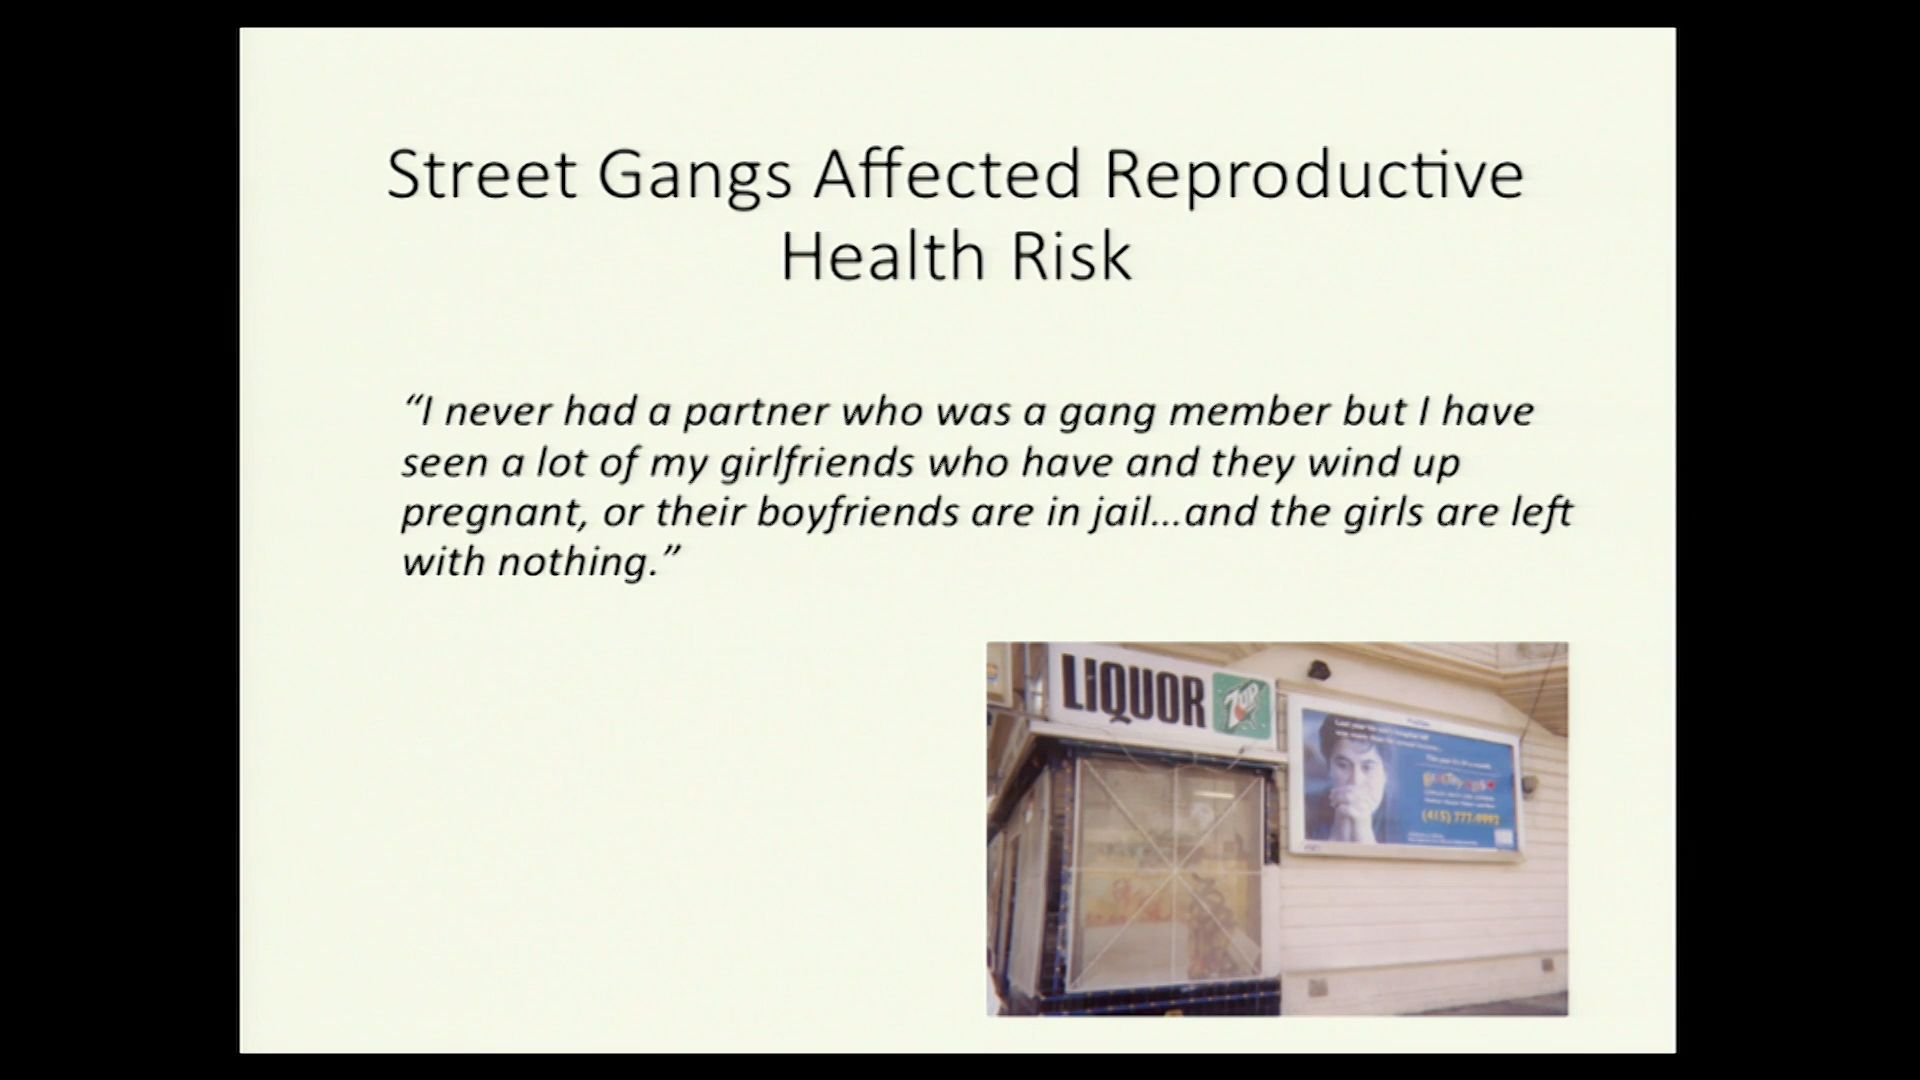 Street Gangs Affected Reproductive
Health Risk
“I never had a partner who was a gang member but I have
seen a lot of my girlfriends who have and they wind up
pregnant, or their boyfriends are in jail...and the girls are left
with nothing.”
LIQUOR
7UP
(415) 777-